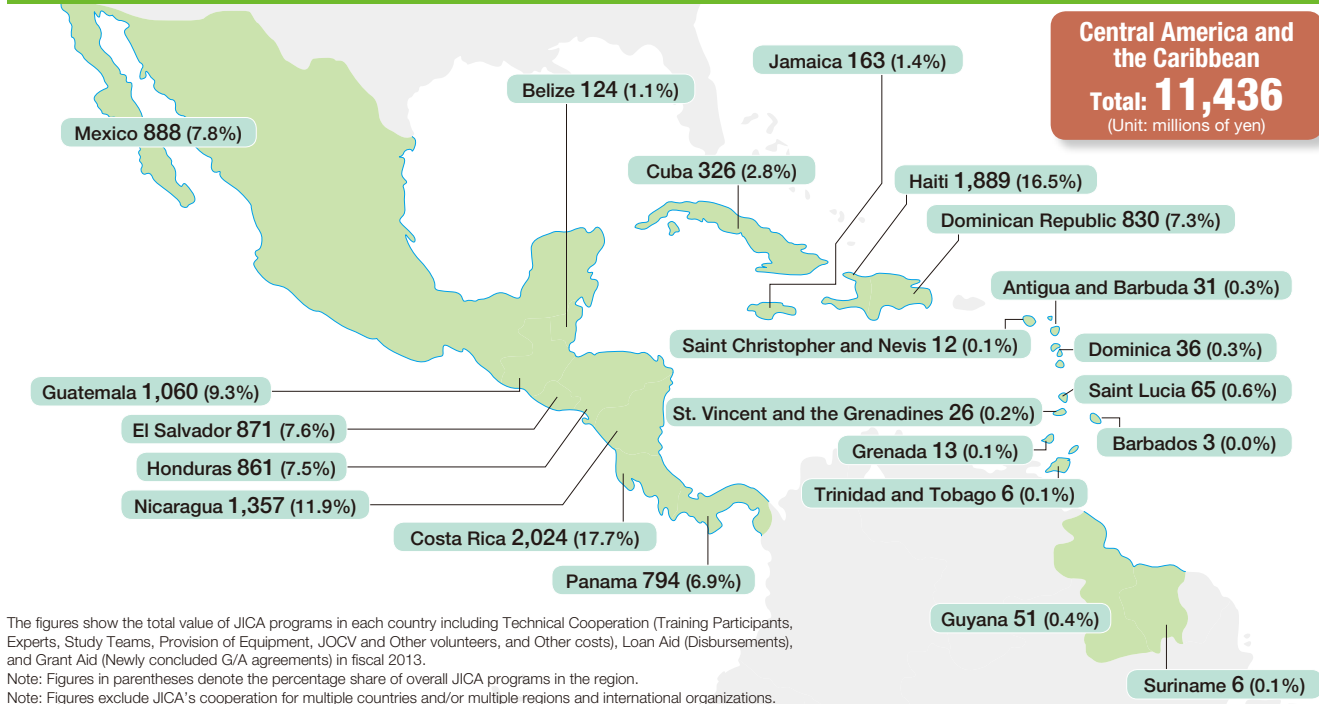 Central America and
the Caribbean
Total: 11,436
(Unit: millions of yen)
Jamaica 163 (1.4%)
Belize 124 (1.1%)
Mexico 888 (7.8%)
Cuba 326 (2.8%)
Haiti 1,889 (16.5%)
Dominican Republic 830 (7.3%)
Antigua and Barbuda 31 (0.3%)
Saint Christopher and Nevis 12 (0.1%)
Dominica 36 (0.3%)
Guatemala 1,060 (9.3%)
Saint Lucia 65 (0.6%)
St. Vincent and the Grenadines 26 (0.2%)
El Salvador 871 (7.6%)
Barbados 3 (0.0%)
Grenada 13 (0.1%)
Honduras 861 (7.5%)
Trinidad and Tobago 6 (0.1%)
Nicaragua 1,357 (11.9%)
Costa Rica 2,024 (17.7%)
Panama 794 (6.9%)
Guyana 51 (0.4%)
Suriname 6 (0.1%)
The figures show the total value of JICA programs in each country including Technical Cooperation (Training Participants,
Experts, Study Teams, Provision of Equipment, JOCV and Other volunteers, and Other costs), Loan Aid (Disbursements),
and Grant Aid (Newly concluded G/A agreements) in fiscal 2013.
Note: Figures in parentheses denote the percentage share of overall JICA programs in the region.
Note: Figures exclude JICA's cooperation for multiple countries and/or multiple regions and international organizations.